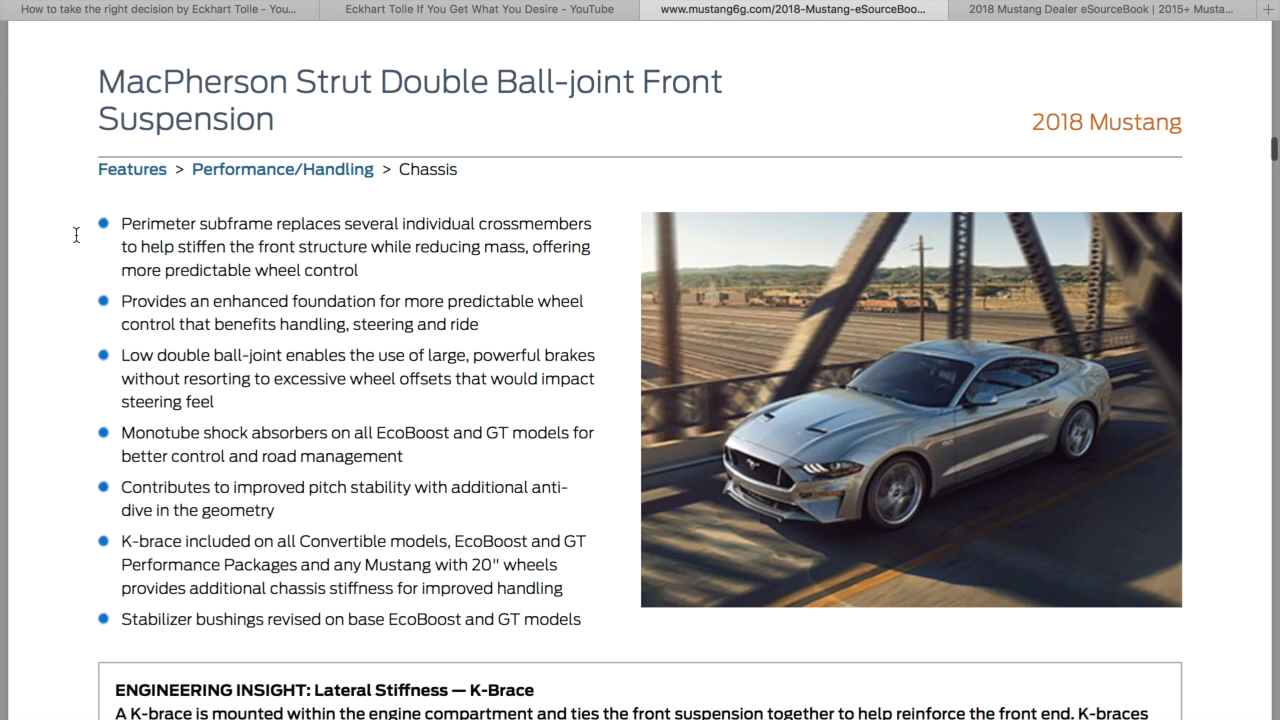 How to take the right decision by Eckhart Tolle - You...
Eckhart Tolle If You Get What You Desire - YouTube
www.mustang6g.com/2018-Mustang-eSourceBoo...
2018 Mustang Dealer eSourceBook | 2015+ Musta...
MacPherson Strut Double Ball-joint Front
Suspension
2018 Mustang
Features > Performance/Handling > Chassis
Perimeter subframe replaces several individual crossmembers
to help stiffen the front structure while reducing mass, offering
more predictable wheel control
Provides an enhanced foundation for more predictable wheel
control that benefits handling, steering and ride
Low double ball-joint enables the use of large, powerful brakes
without resorting to excessive wheel offsets that would impact
steering feel
Monotube shock absorbers on all EcoBoost and GT models for
better control and road management
Contributes to improved pitch stability with additional anti-
dive in the geometry
K-brace included on all Convertible models, EcoBoost and GT
Performance Packages and any Mustang with 20" wheels
provides additional chassis stiffness for improved handling
Stabilizer bushings revised on base EcoBoost and GT models
ENGINEERING INSIGHT: Lateral Stiffness — K-Brace
A K-brace is mounted within the engine compartment and ties the front suspension together to help reinforce the front end. K-braces